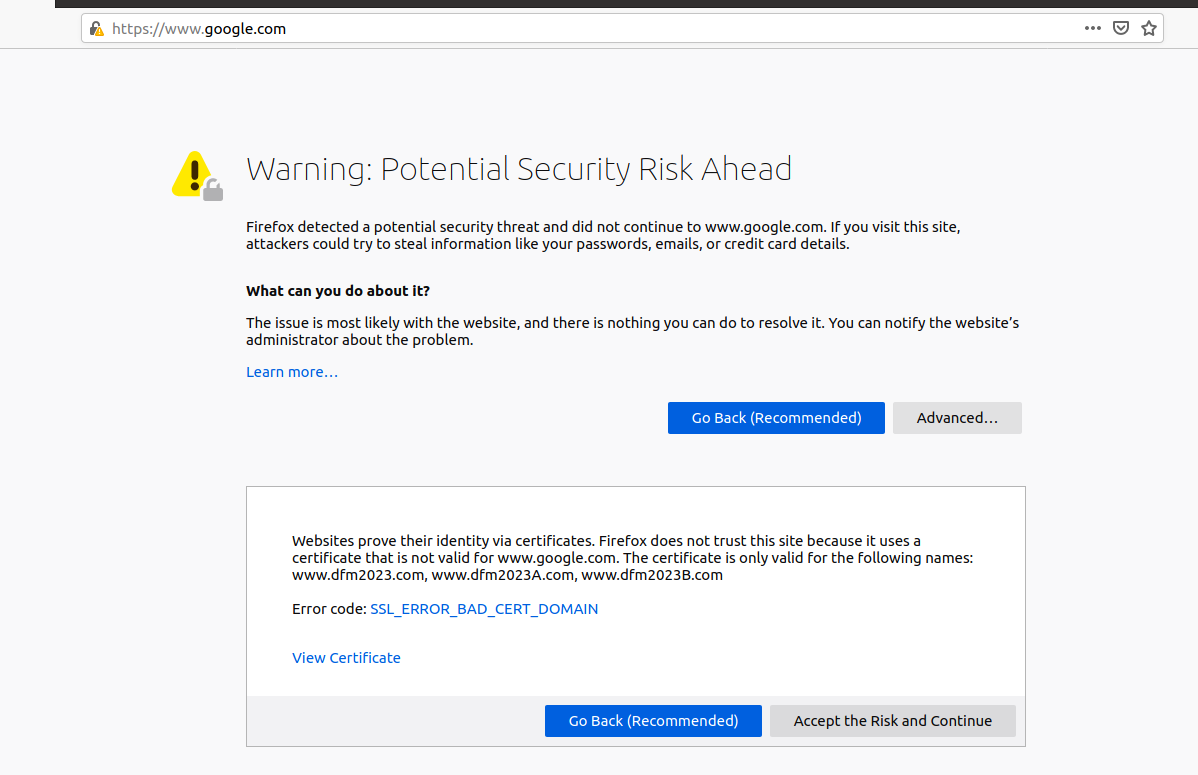 https://www.google.com
Warning: Potential Security Risk Ahead
Firefox detected a potential security threat and did not continue to www.google.com. If you visit this site,
attackers could try to steal information like your passwords, emails, or credit card details.
What can you do about it?
The issue is most likely with the website, and there is nothing you can do to resolve it. You can notify the website’s
administrator about the problem.
Learn more…
Go Back (Recommended)
Advanced…
Websites prove their identity via certificates. Firefox does not trust this site because it uses a
certificate that is not valid for www.google.com. The certificate is only valid for the following names:
www.dfm2023.com, www.dfm2023A.com, www.dfm2023B.com
Error code: SSL_ERROR_BAD_CERT_DOMAIN
View Certificate
Go Back (Recommended)
Accept the Risk and Continue